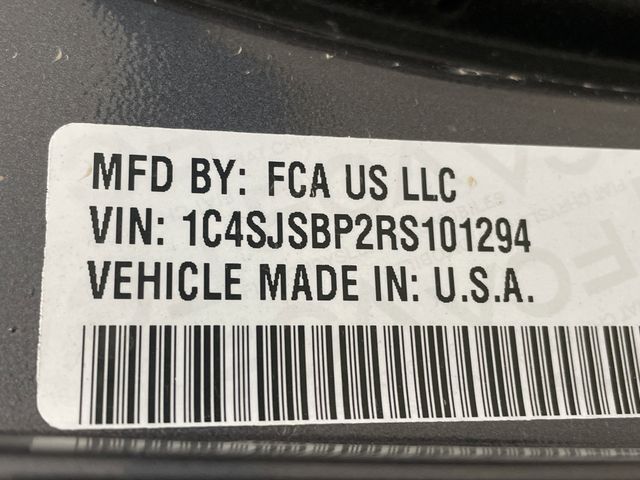 MFD BY: FCA US LLC
VIN: 1C4SJSBP2RS101294
VEHICLE MADE IN: U.S.A.